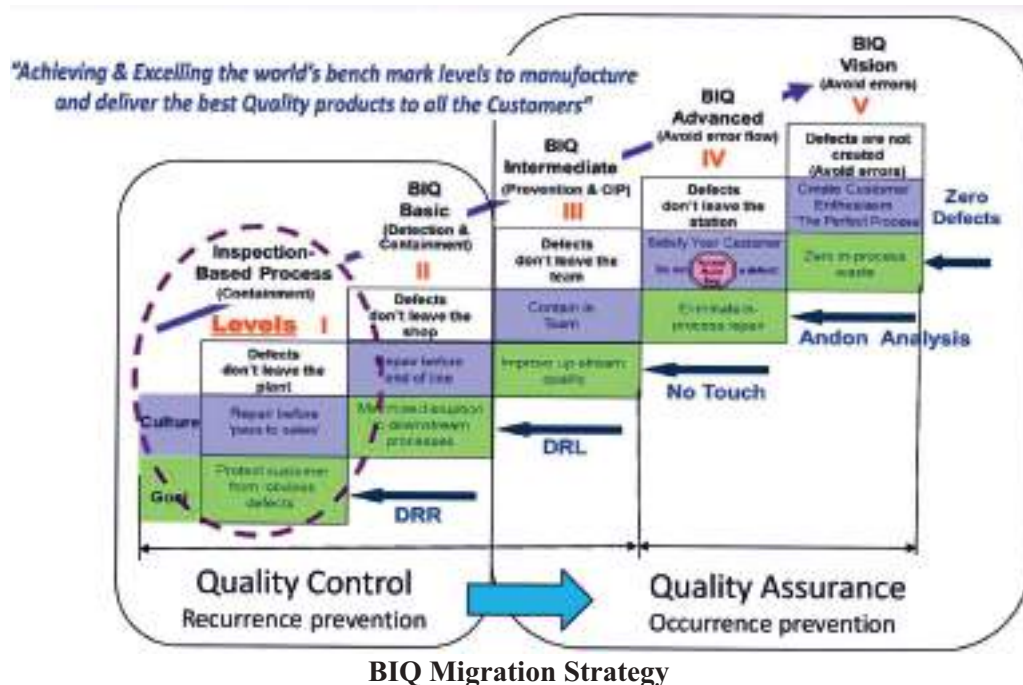 "Achieving & Excelling the world's bench mark levels to manufacture
and deliver the best Quality products to all the Customers"
BIQ
Vision
(Avoid errors)
V
Defects are not
created
(Avoid errors)
Create Customer
Enthusiasm
"The Perfect Process
Zero in-process
waste
Zero
Defects
BIQ
Advanced
(Avoid error flow)
IV
Defects
don't leave the
station
Satisfy Your Customer
a defect!
Eliminate in-
process repair
Andon Analysis
BIQ
Intermediate
(Prevention & CIP)
III
Defects
don't leave the
team
Contain in
Team
Improve up-stream
quality
No Touch
BIQ
Basic
(Detection &
Containment)
II
Defects
don't leave the
shop
Repair before
end of line
disruption
downstream
processes
DRL
Inspection-
Based Process
(Containment)
Levels I
Defects
don't leave the
plant
Culture
Repair before
'pass to sales'
Goal
Protect customer
from obvious
defects
DRR
Quality Control
Recurrence prevention
Quality Assurance
Occurrence prevention
BIQ Migration Strategy